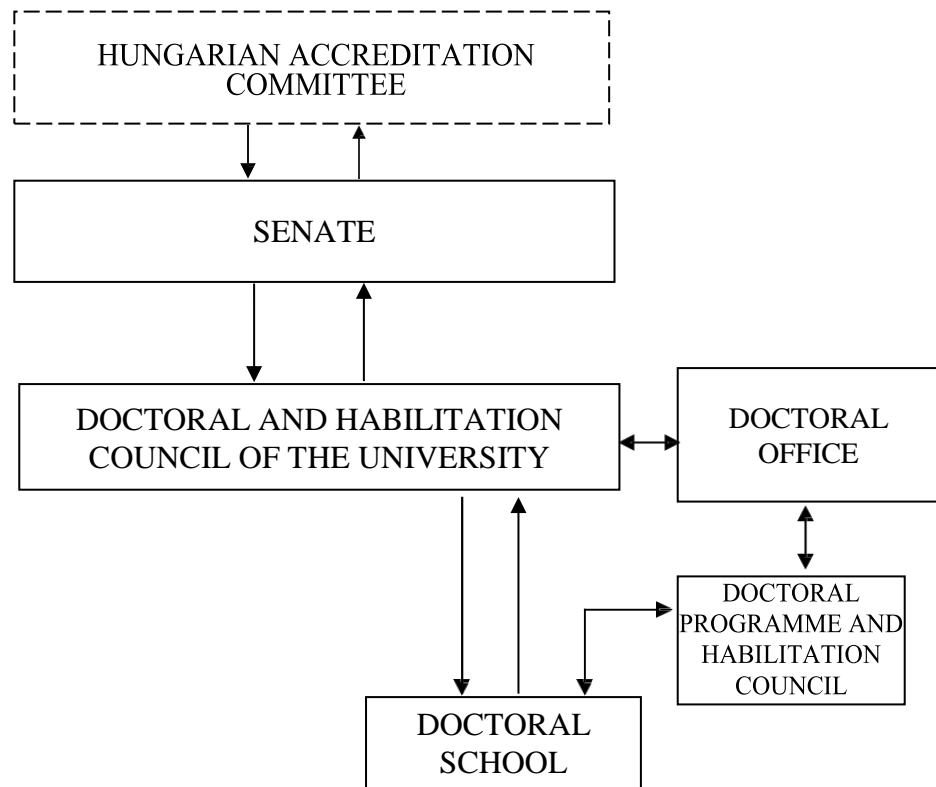 HUNGARIAN ACCREDITATION
COMMITTEE
SENATE
DOCTORAL AND HABILITATION
COUNCIL OF THE UNIVERSITY
DOCTORAL
OFFICE
DOCTORAL
PROGRAMME AND
HABILITATION
COUNCIL
DOCTORAL
SCHOOL